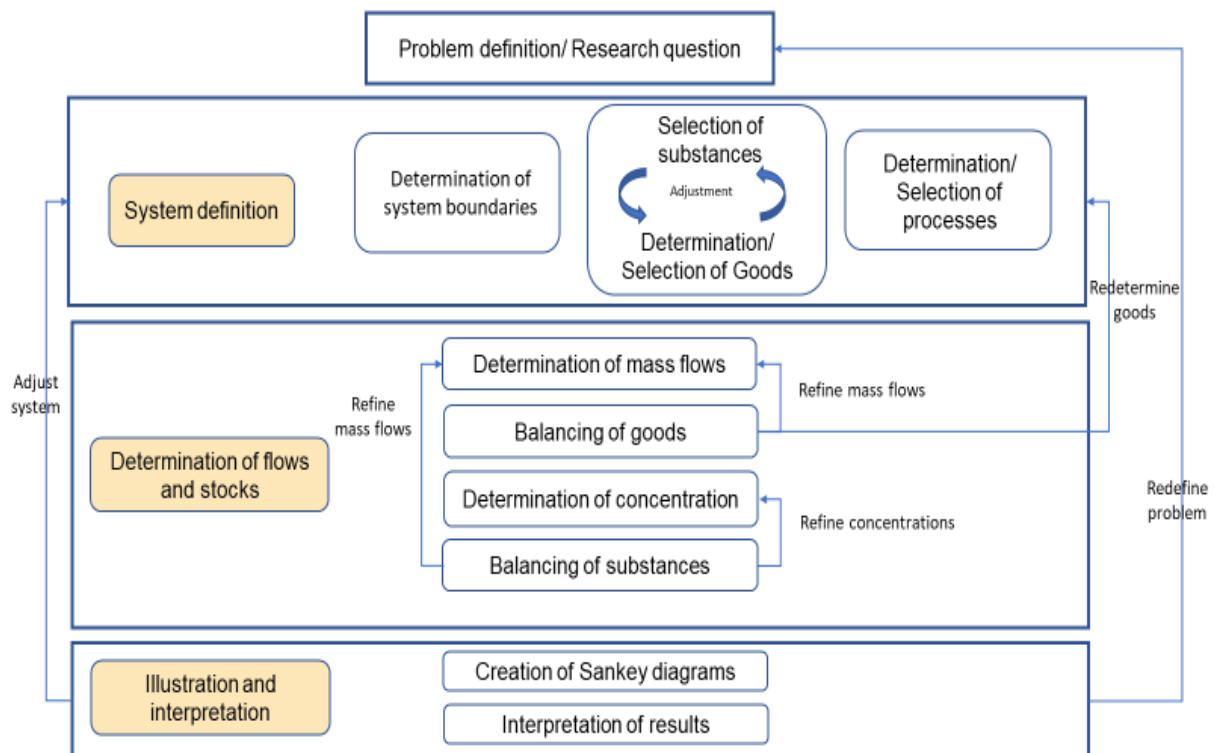 Problem definition/ Research question
System definition
Determination of
system boundaries
Selection of
substances
Adjustment
Determination/
Selection of Goods
Determination/
Selection of
processes
Redetermine
goods
Adjust
system
Determination of flows
and stocks
Refine
mass flows
Determination of mass flows
Balancing of goods
Determination of concentration
Balancing of substances
Refine mass flows
Refine concentrations
Redefine
problem
Illustration and
interpretation
Creation of Sankey diagrams
Interpretation of results